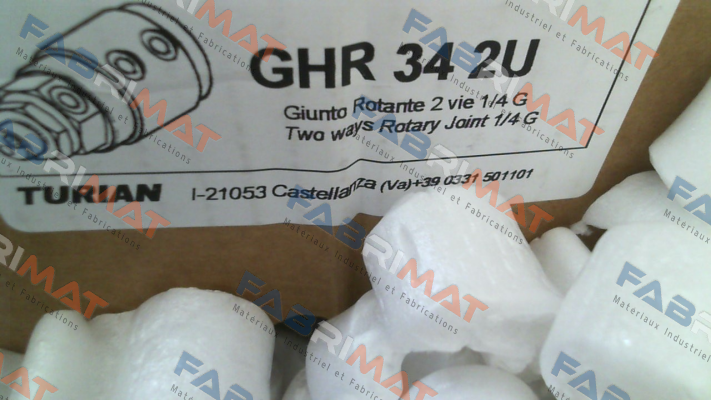 GHR 34 2U
Giunto Rotante 2 vie 1/4 G
Two ways Rotary Joint 1/4 G
TURIAN I-21053 Castellanza (Va)+39 0331 501101
FABRIMAT
Materiaux Industriel et Fabrications